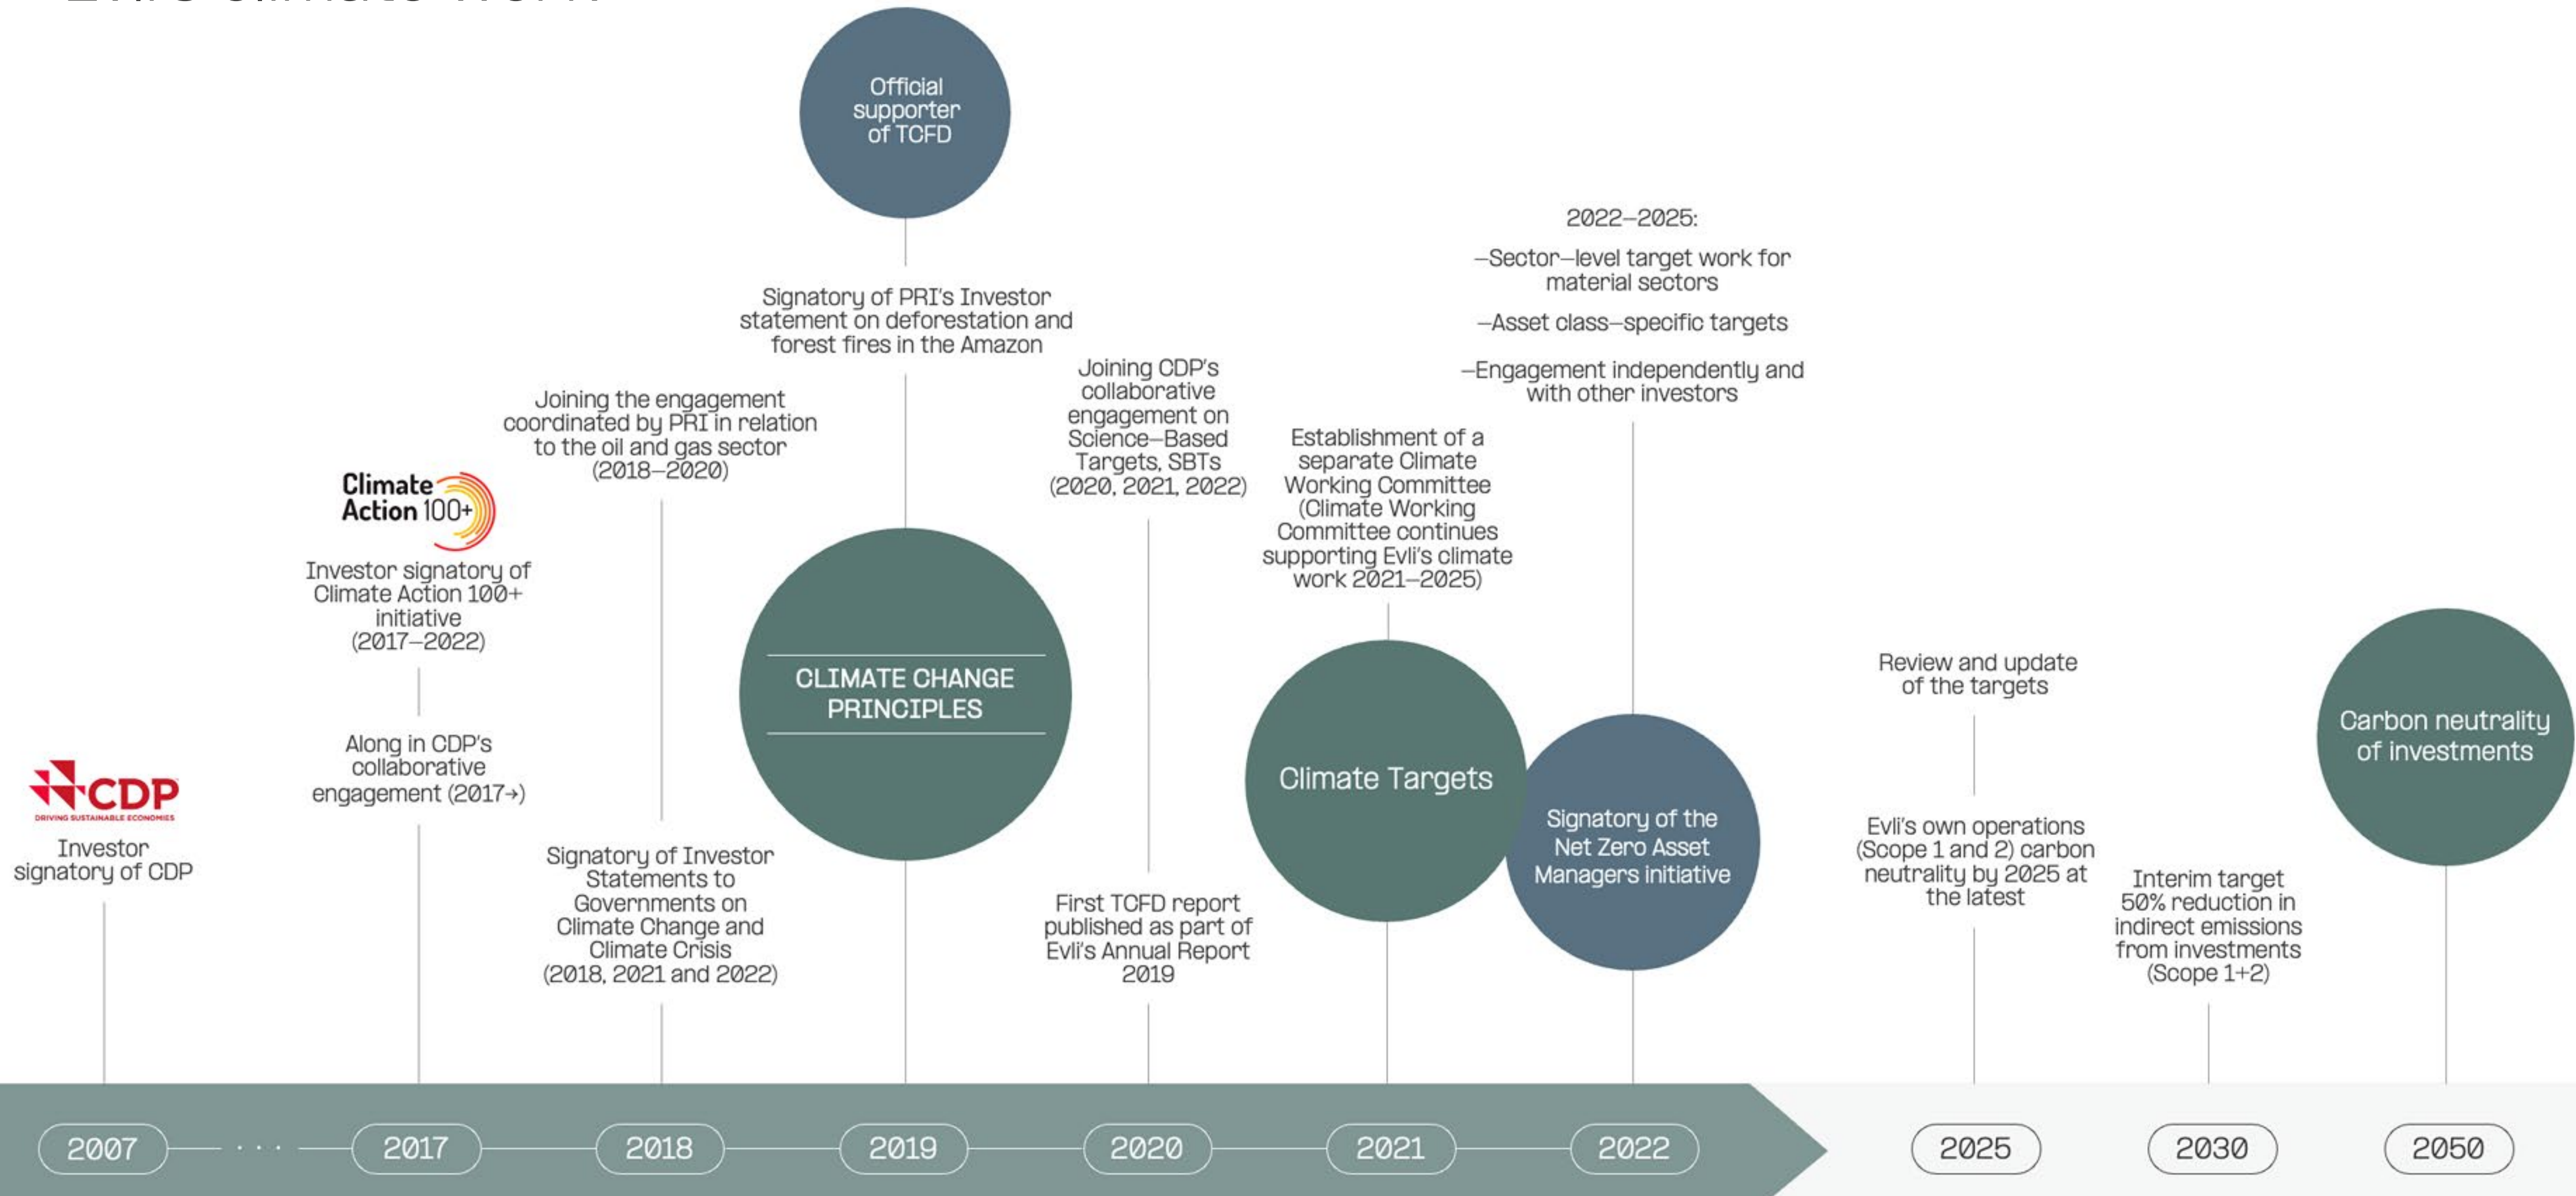 Official
supporter
of TCFD
Signatory of PRI's Investor
statement on deforestation and
forest fires in the Amazon
CLIMATE CHANGE
PRINCIPLES
2022–2025:
–Sector–level target work for
material sectors
–Asset class–specific targets
–Engagement independently and
with other investors
Joining the engagement
coordinated by PRI in relation
to the oil and gas sector
(2018–2020)
Signatory of Investor
Statements to
Governments on
Climate Change and
Climate Crisis
(2018, 2021 and 2022)
Joining CDP's
collaborative
engagement on
Science–Based
Targets, SBTs
(2020, 2021, 2022)
First TCFD report
published as part of
Evli's Annual Report
2019
Establishment of a
separate Climate
Working Committee
(Climate Working
Committee continues
supporting Evli's climate
work 2021–2025)
Climate Targets
Signatory of the
Net Zero Asset
Managers initiative
Climate
Action 100+
Investor signatory of
Climate Action 100+
initiative
(2017–2022)
Along in CDP's
collaborative
engagement (2017→)
CDP
DRIVING SUSTAINABLE ECONOMIES
Investor
signatory of CDP
Review and update
of the targets
Evli's own operations
(Scope 1 and 2) carbon
neutrality by 2025 at
the latest
Interim target
50% reduction in
indirect emissions
from investments
(Scope 1+2)
Carbon neutrality
of investments
2007 ... 2017 2018 2019 2020 2021 2022 2025 2030 2050